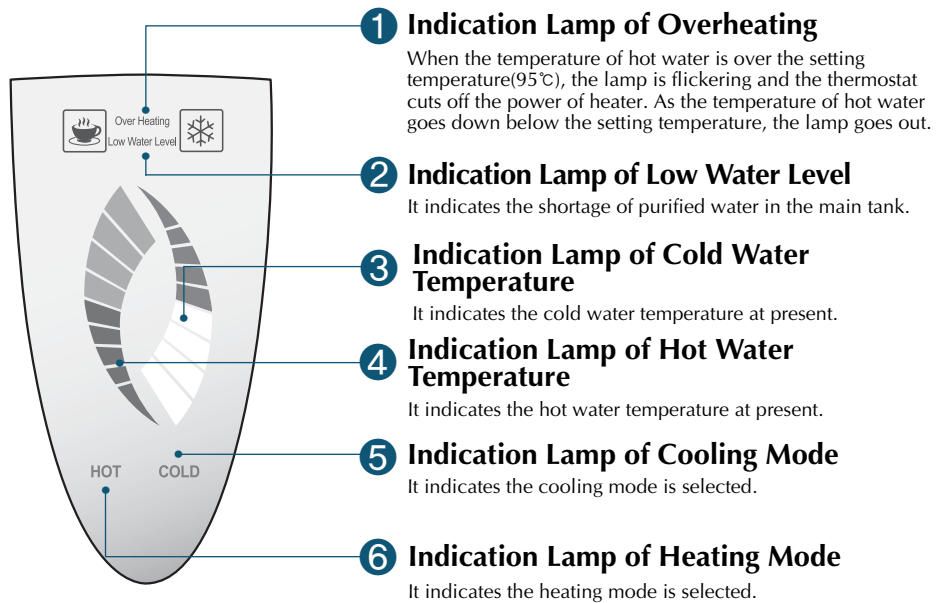 1 Indication Lamp of Overheating
When the temperature of hot water is over the setting
temperature(95℃), the lamp is flickering and the thermostat
cuts off the power of heater. As the temperature of hot water
goes down below the setting temperature, the lamp goes out.
Over Heating
Low Water Level
2 Indication Lamp of Low Water Level
It indicates the shortage of purified water in the main tank.
3 Indication Lamp of Cold Water
Temperature
It indicates the cold water temperature at present.
4 Indication Lamp of Hot Water
Temperature
It indicates the hot water temperature at present.
5 Indication Lamp of Cooling Mode
It indicates the cooling mode is selected.
HOT COLD
6 Indication Lamp of Heating Mode
It indicates the heating mode is selected.